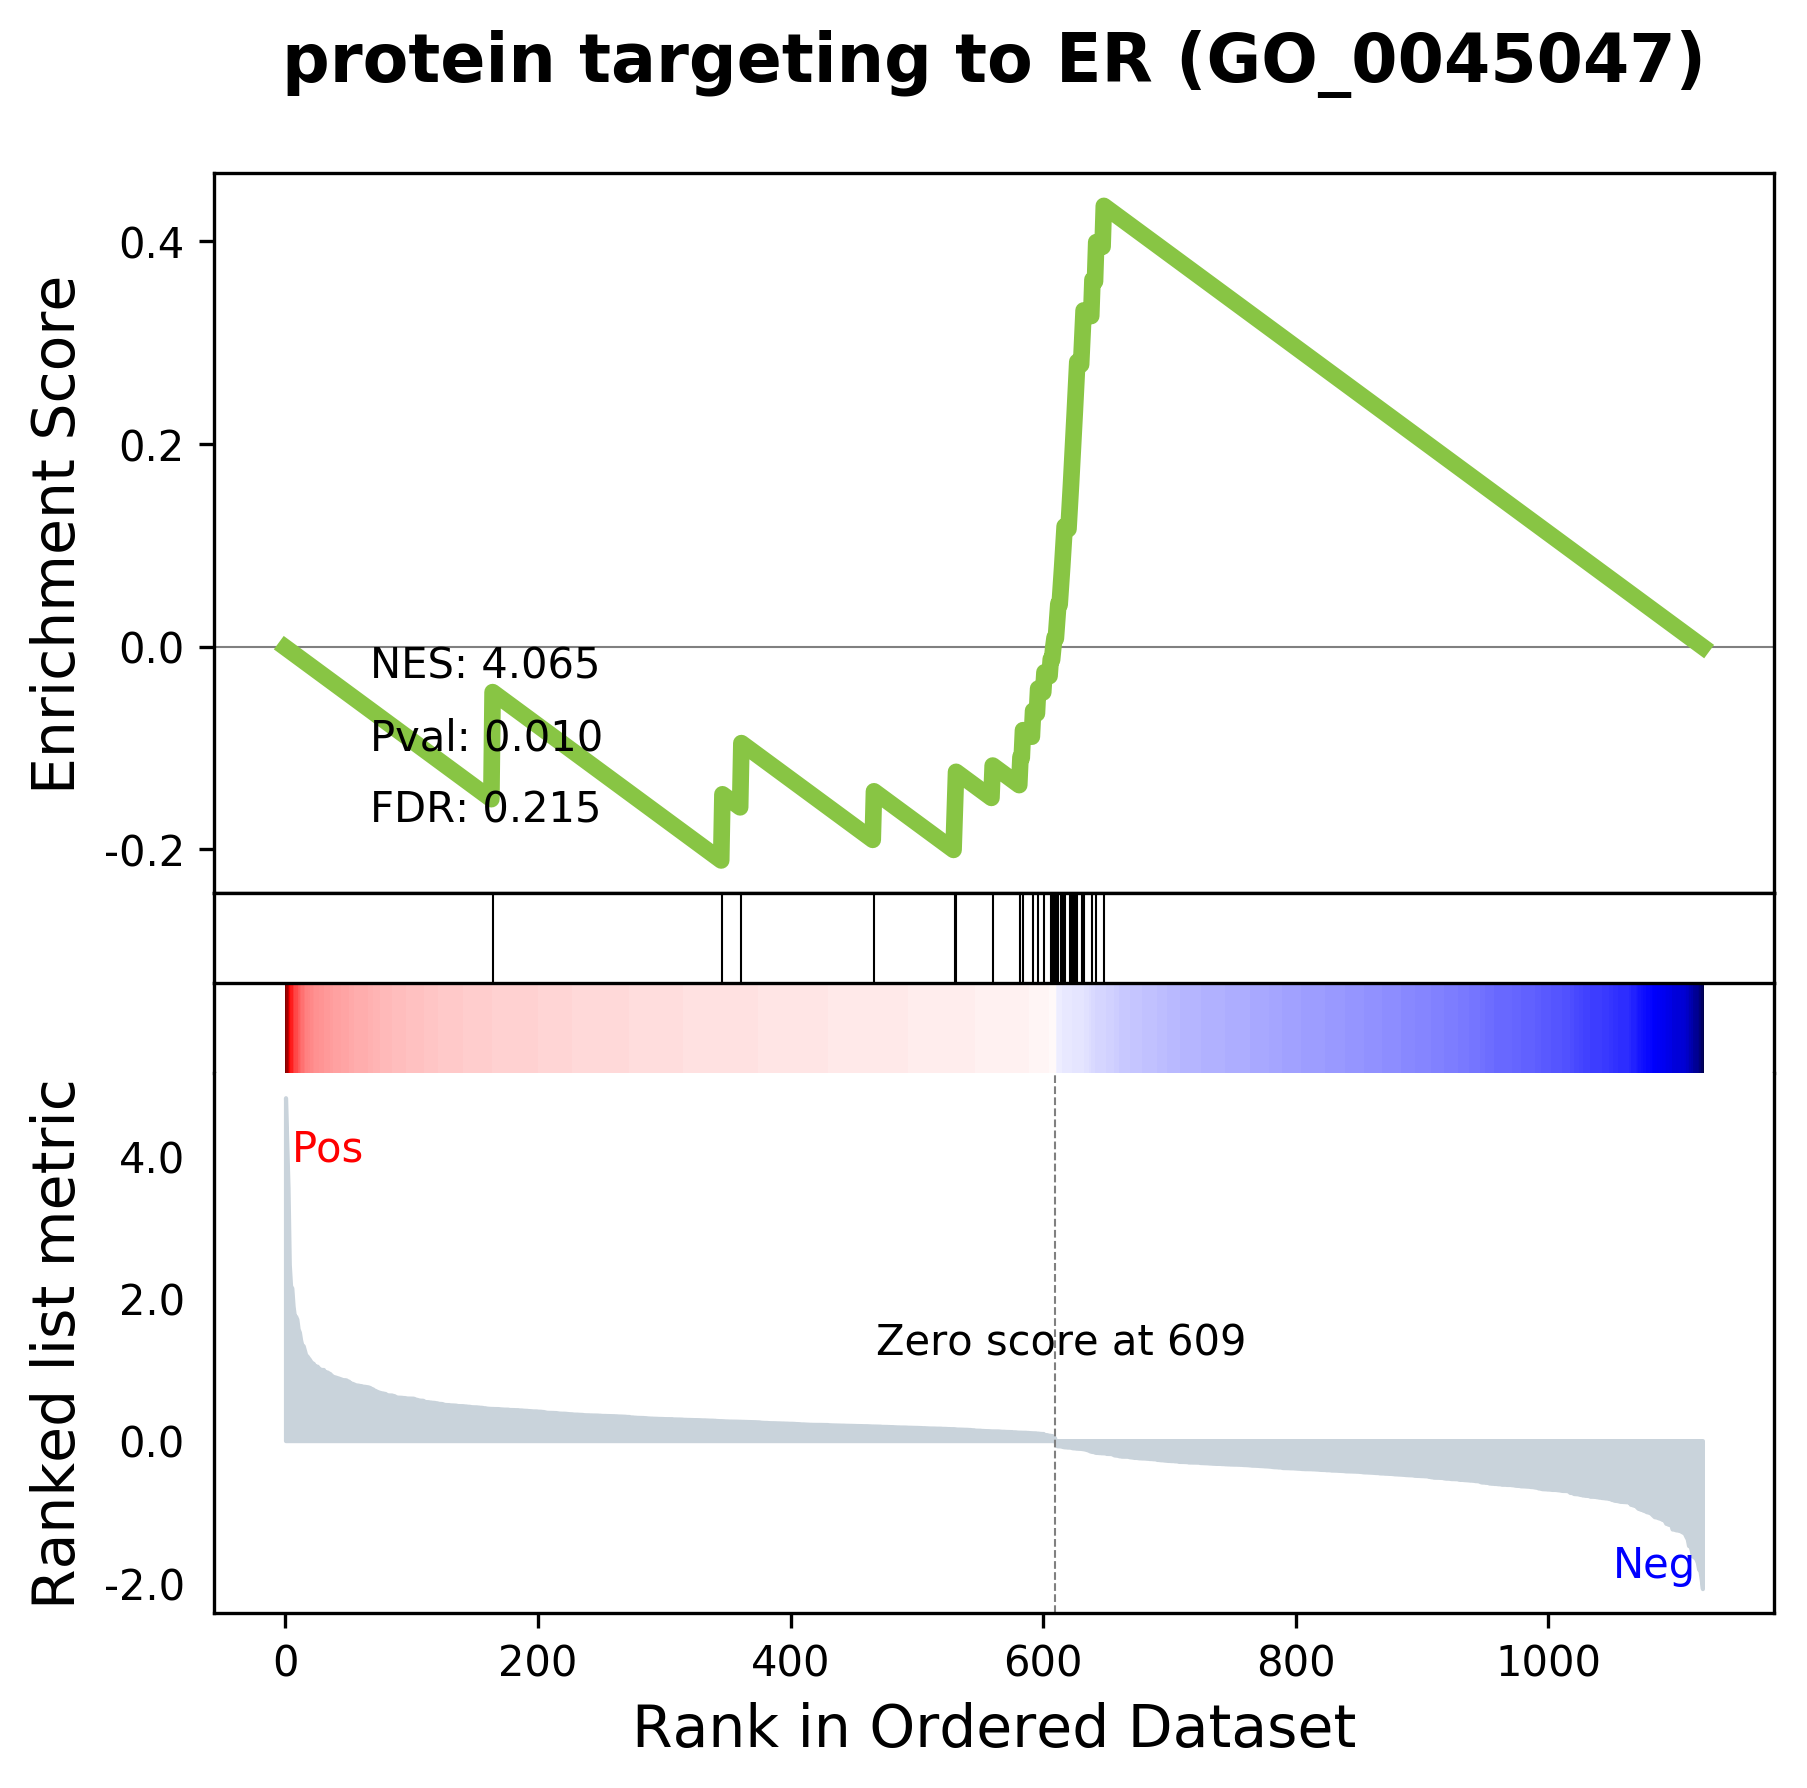 protein targeting to ER (GO_0045047)
Enrichment Score
0.4
0.2
0.0
-0.2
NES: 4.065
Pval: 0.010
FDR: 0.215
Ranked list metric
4.0
2.0
0.0
-2.0
Pos
Zero score at 609
Neg
0 200 400 600 800 1000
Rank in Ordered Dataset